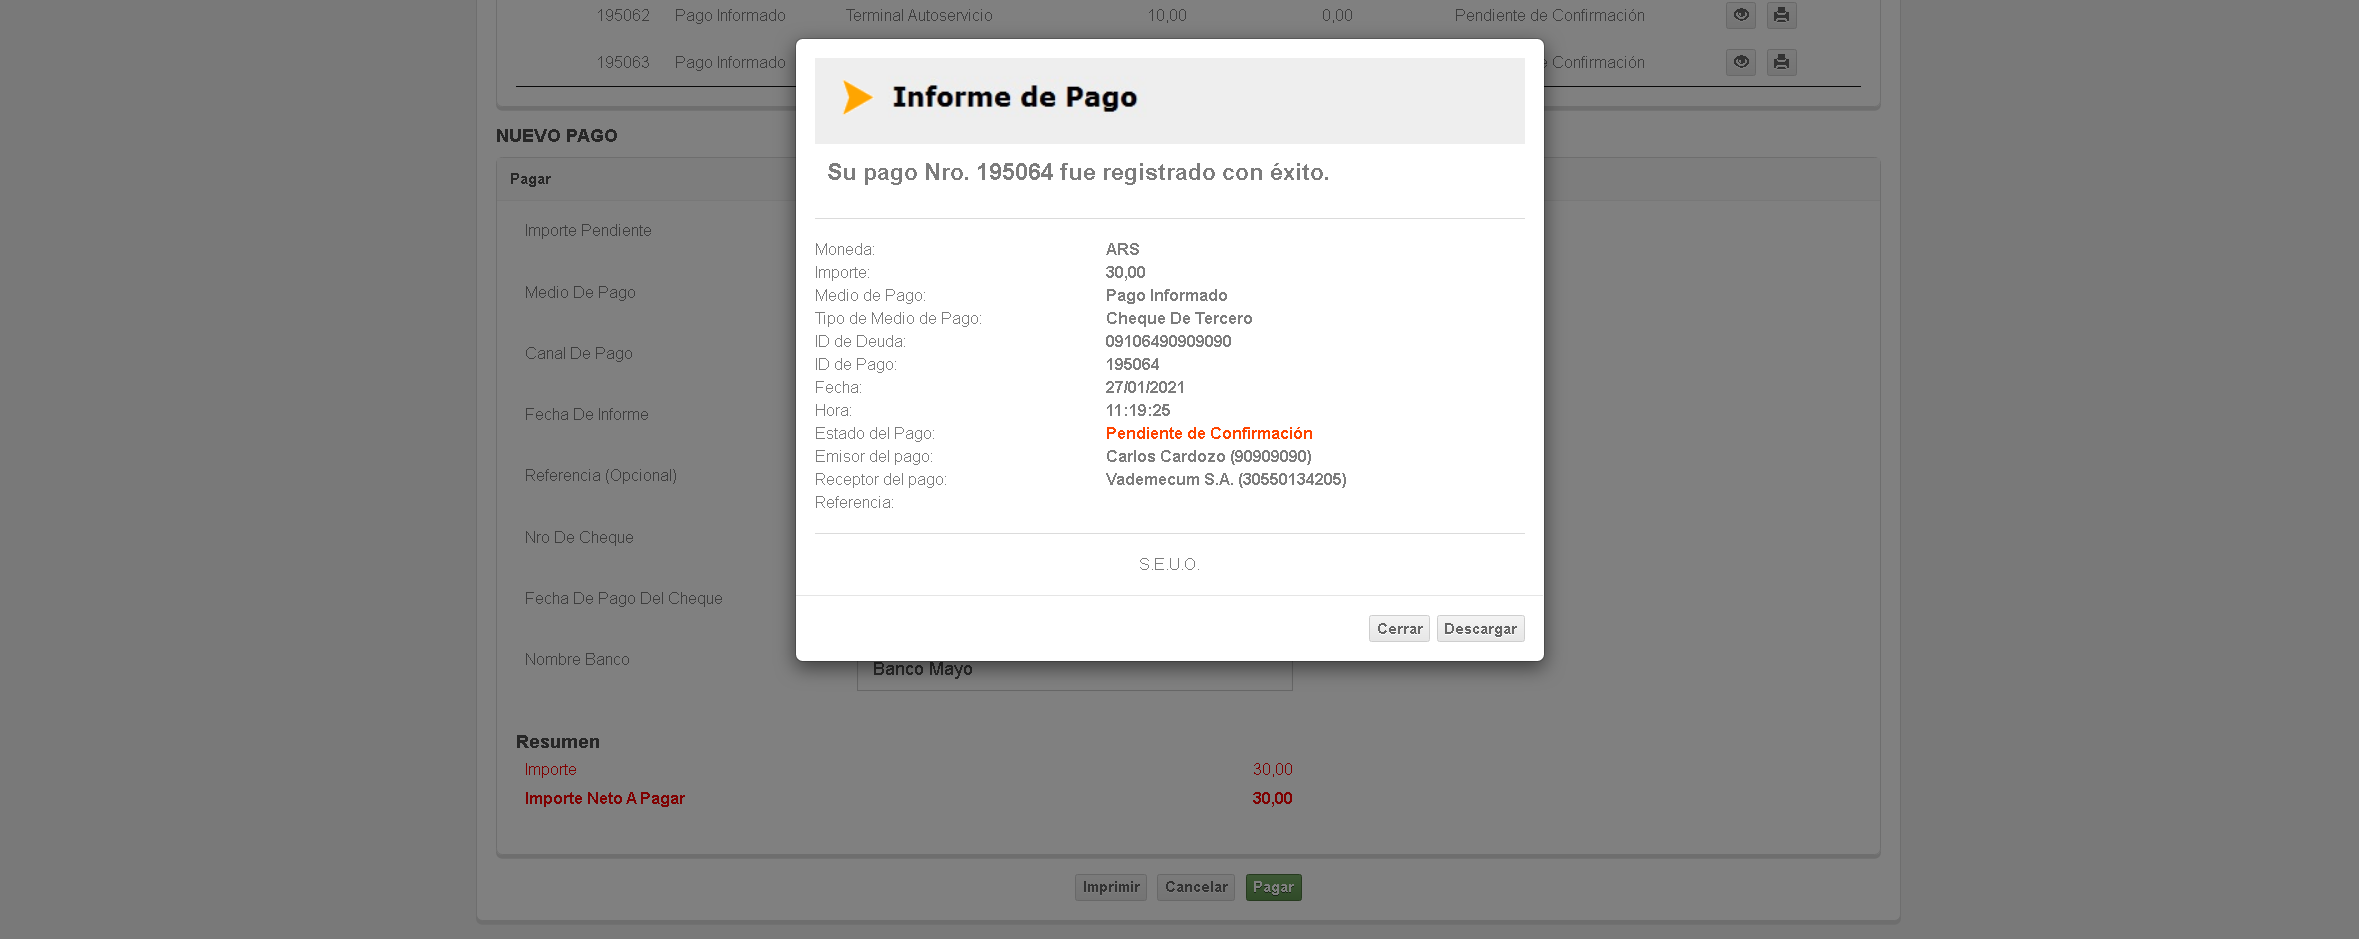 195062 Pago Informado Terminal Autoservicio 10,00 0,00 Pendiente de Confirmación
195063 Pago Informado Confirmación
Informe de Pago
Su pago Nro. 195064 fue registrado con éxito.
Moneda: ARS
Importe: 30,00
Medio de Pago: Pago Informado
Tipo de Medio de Pago: Cheque De Tercero
ID de Deuda: 09106490909090
ID de Pago: 195064
Fecha: 27/01/2021
Hora: 11:19:25
Estado del Pago: Pendiente de Confirmación
Emisor del pago: Carlos Cardozo (90909090)
Receptor del pago: Vademecum S.A. (30550134205)
Referencia:
S.E.U.O.
Cerrar Descargar
NUEVO PAGO
Pagar
Importe Pendiente
Medio De Pago
Canal De Pago
Fecha De Informe
Referencia (Opcional)
Nro De Cheque
Fecha De Pago Del Cheque
Nombre Banco Banco Mayo
Resumen
Importe 30,00
Importe Neto A Pagar 30,00
Imprimir Cancelar Pagar